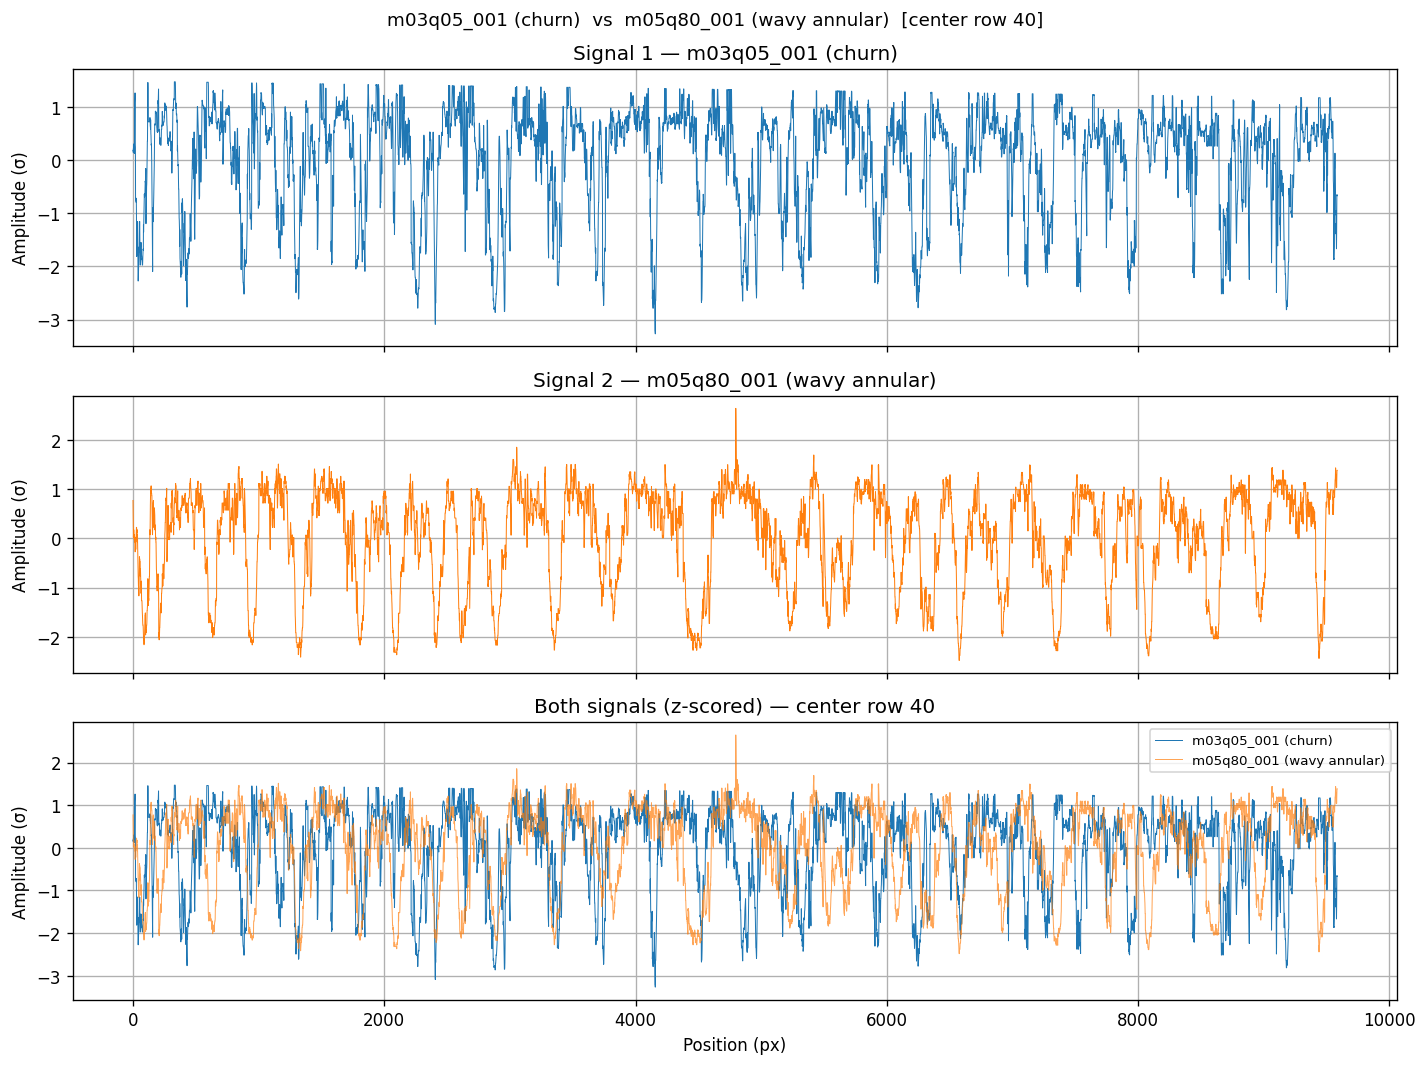 m03q05_001 (churn)  vs  m05q80_001 (wavy annular)  [center row 40]
Signal 1 — m03q05_001 (churn)
Amplitude (σ)
1
0
−1
−2
−3
Signal 2 — m05q80_001 (wavy annular)
Amplitude (σ)
2
1
0
−1
−2
Both signals (z-scored) — center row 40
m03q05_001 (churn)
m05q80_001 (wavy annular)
Amplitude (σ)
2
1
0
−1
−2
−3
0 2000 4000 6000 8000 10000
Position (px)